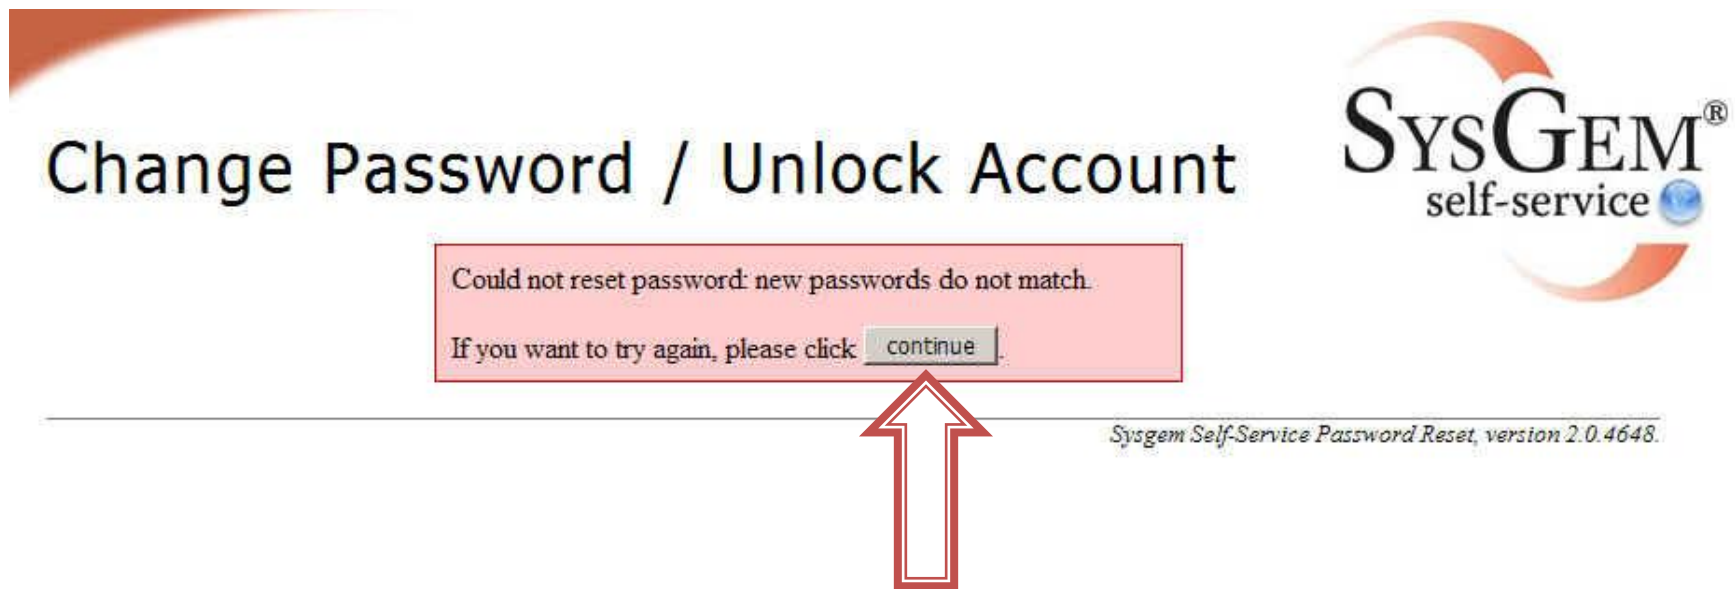 Change Password / Unlock Account
SYSGEM®
self-service
Could not reset password: new passwords do not match.
If you want to try again, please click continue.
Sysgem Self-Service Password Reset, version 2.0.4648.